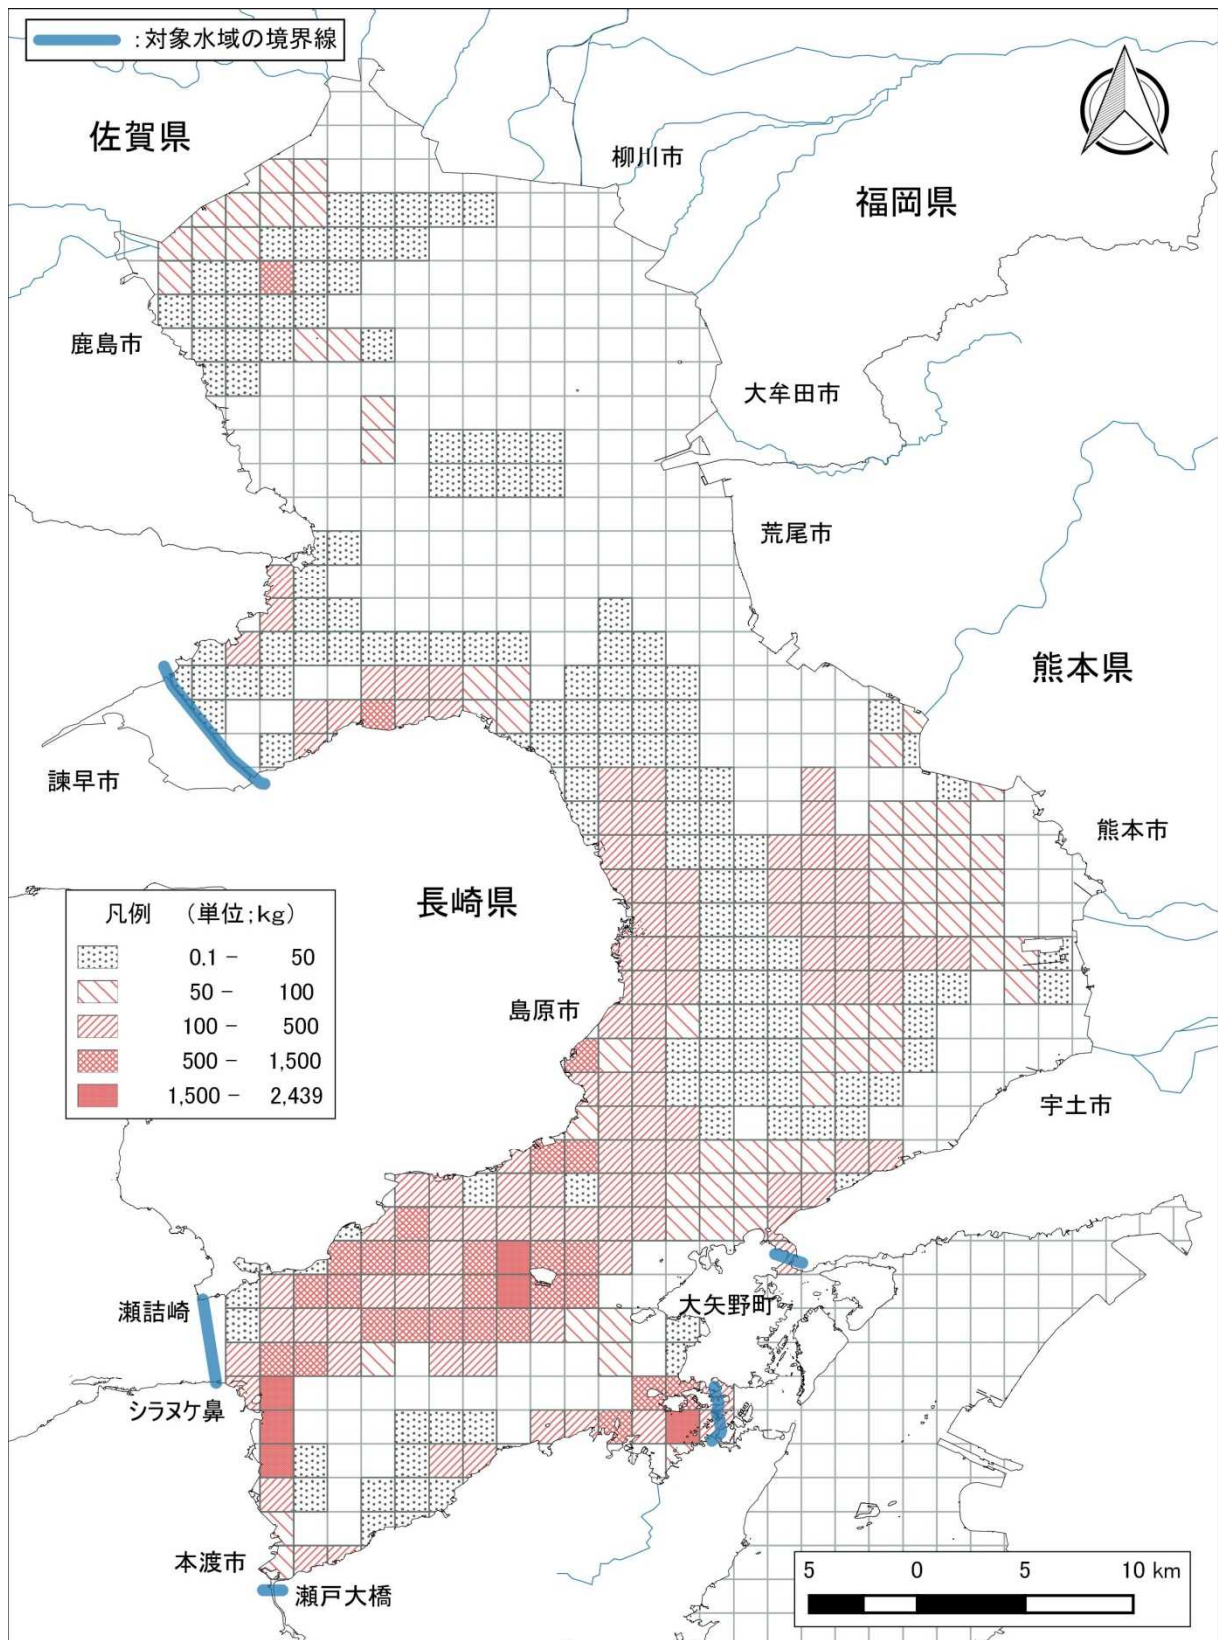 :対象水域の境界線
佐賀県
柳川市
福岡県
鹿島市
大牟田市
荒尾市
熊本県
諫早市
熊本市
長崎県
凡例 (単位;kg)
0.1 - 50
50 - 100
100 - 500
500 - 1,500
1,500 - 2,439
島原市
宇土市
大矢野町
瀬詰崎
シラヌケ鼻
本渡市
瀬戸大橋
5 0 5 10 km